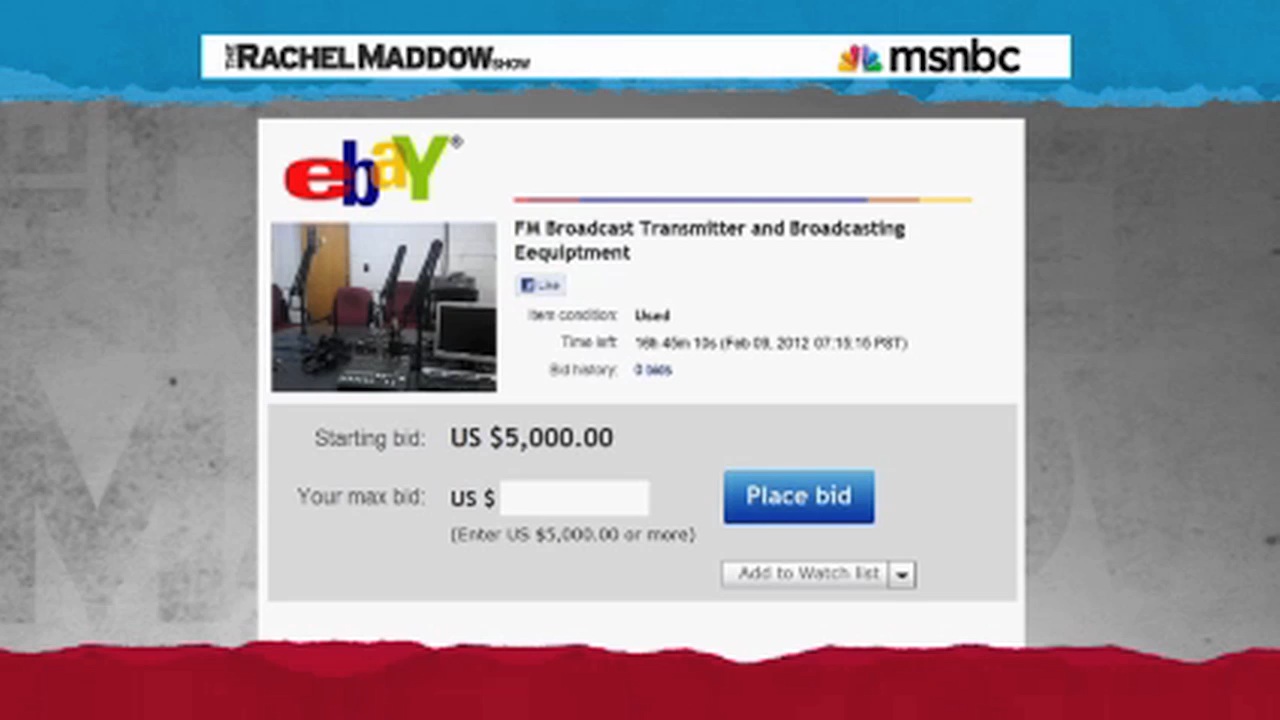 THE RACHEL MADDOW SHOW
msnbc
ebaY®
FM Broadcast Transmitter and Broadcasting
Eequiptment
Like
Item condition: Used
Time left: 16h 45m 10s (Feb 09, 2012 07:15:16 PST)
Bid history: 0 bids
Starting bid: US $5,000.00
Your max bid: US $
Place bid
(Enter US $5,000.00 or more)
Add to Watch list